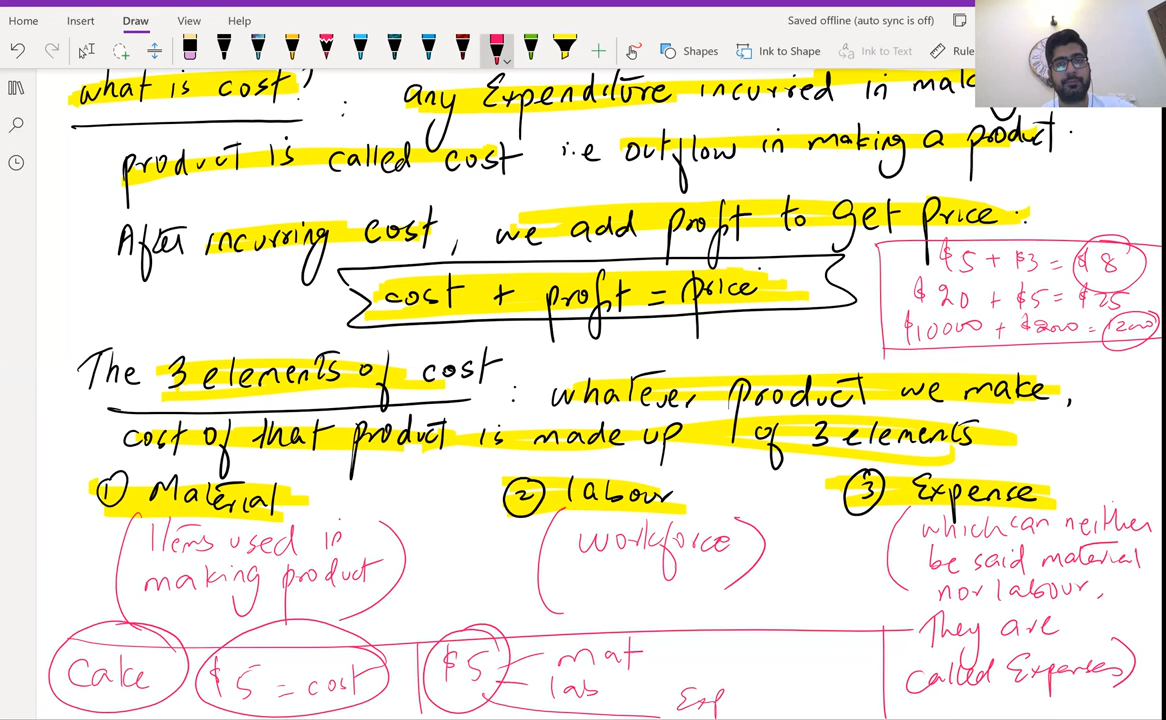 Home Insert Draw View Help Saved offline (auto sync is off)
Shapes Ink to Shape Ink to Text Rule
what is cost? : any Expenditure incurred in mak
product is called cost i.e outflow in making a product.
After incurring cost, we add profit to get price.
$5 + $3 = $8
cost + profit = price
$20 + $5 = $25
$10000 + $2000 =
The 3 elements of cost : whatever product we make,
cost of that product is made up of 3 elements
① Material ② labour ③ Expense
(Items used in making product)
(workforce)
(which can neither
be said material
nor labour,
They are
called Expenses)
Cake $5 = cost $5 mat
lab
Exp